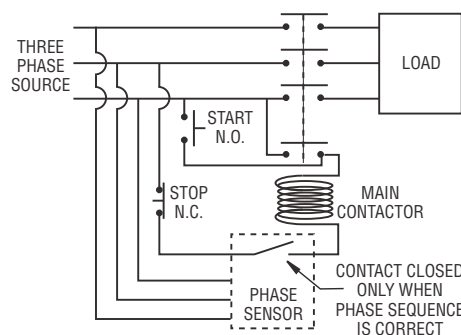 THREE
PHASE
SOURCE
LOAD
START
N.O.
STOP
N.C.
MAIN
CONTACTOR
PHASE
SENSOR
CONTACT CLOSED
ONLY WHEN
PHASE SEQUENCE
IS CORRECT